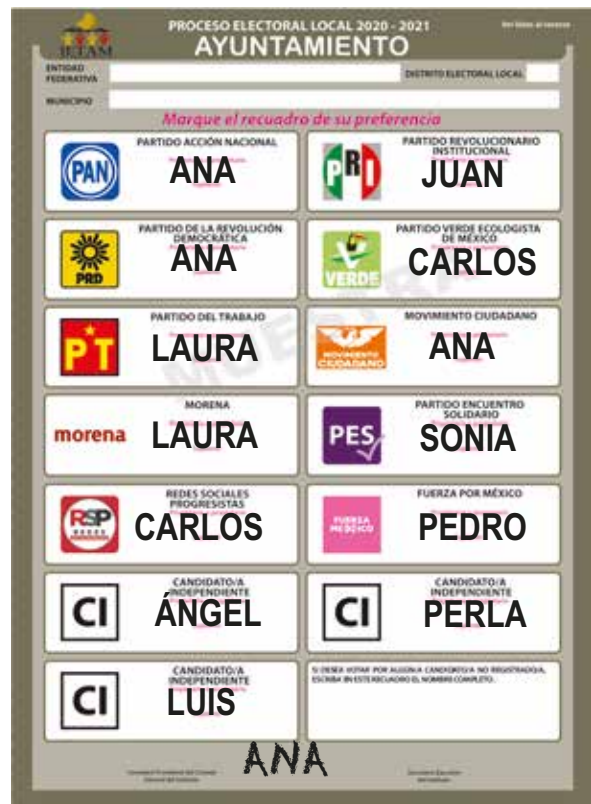 PROCESO ELECTORAL LOCAL 2020 - 2021
AYUNTAMIENTO
IETAM
ENTIDAD
FEDERATIVA
DISTRITO ELECTORAL LOCAL
MUNICIPIO
Marque el recuadro de su preferencia
PAN
PARTIDO ACCIÓN NACIONAL
ANA
PRI
PARTIDO REVOLUCIONARIO
INSTITUCIONAL
JUAN
PRD
PARTIDO DE LA REVOLUCIÓN
DEMOCRÁTICA
ANA
VERDE
PARTIDO VERDE ECOLOGISTA
DE MÉXICO
CARLOS
PT
PARTIDO DEL TRABAJO
LAURA
MOVIMIENTO
CIUDADANO
MOVIMIENTO CIUDADANO
ANA
MUESTRA
morena
MORENA
LAURA
PES
PARTIDO ENCUENTRO
SOLIDARIO
SONIA
RSP
REDES SOCIALES
PROGRESISTAS
CARLOS
FUERZA
MEXICO
FUERZA POR MÉXICO
PEDRO
CI
CANDIDATO/A
INDEPENDIENTE
ÁNGEL
CI
CANDIDATO/A
INDEPENDIENTE
PERLA
CI
CANDIDATO/A
INDEPENDIENTE
LUIS
SI DESEA VOTAR POR ALGÚN/A CANDIDATO/A NO REGISTRADO/A,
ESCRIBA EN ESTE RECUADRO EL NOMBRE COMPLETO.
ANA